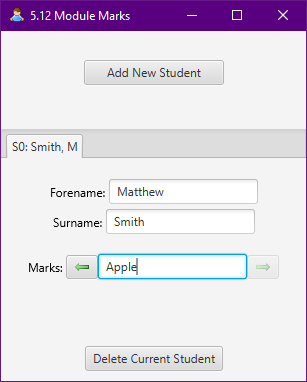 5.12 Module Marks
Add New Student
S0: Smith, M
Forename: Matthew
Surname: Smith
Marks: Apple
Delete Current Student